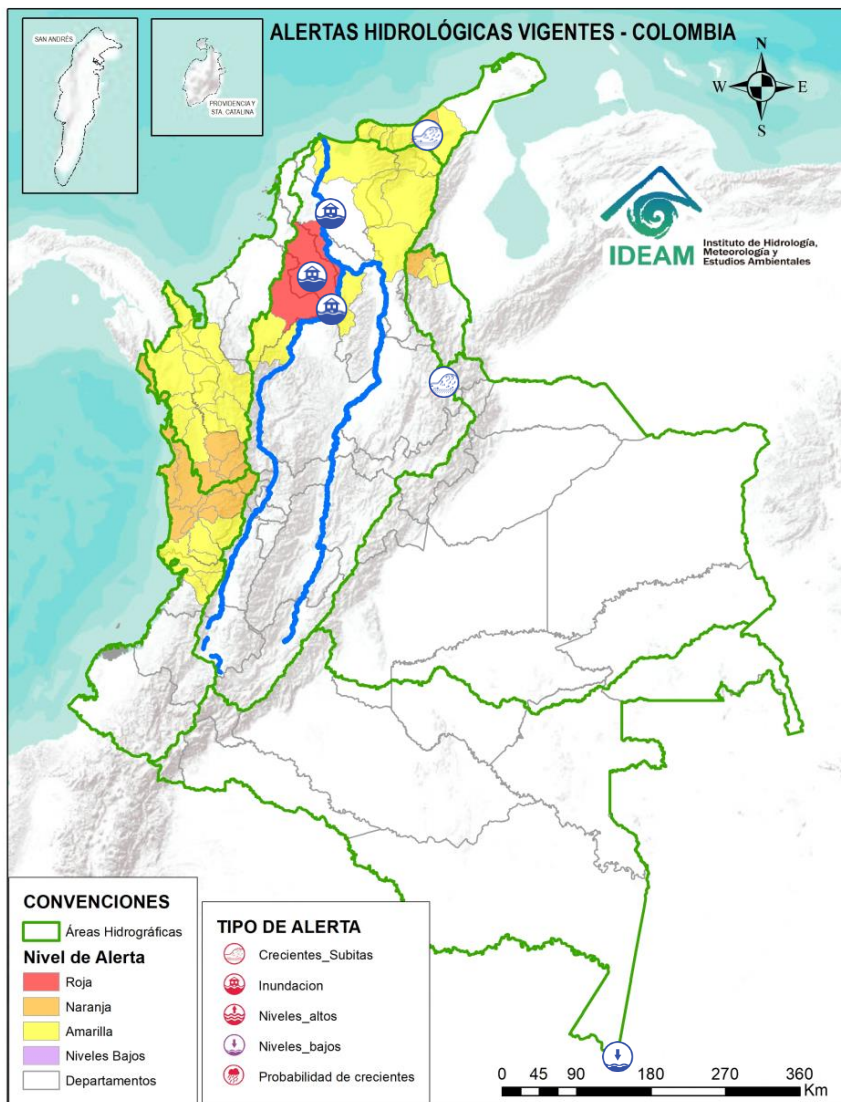 ALERTAS HIDROLÓGICAS VIGENTES - COLOMBIA
SAN ANDRÉS
PROVIDENCIA Y
STA. CATALINA
N
W
E
S
IDEAM
Instituto de Hidrología,
Meteorología y
Estudios Ambientales
CONVENCIONES
Áreas Hidrográficas
Nivel de Alerta
Roja
Naranja
Amarilla
Niveles Bajos
Departamentos
TIPO DE ALERTA
Crecientes_Subitas
Inundacion
Niveles_altos
Niveles_bajos
Probabilidad de crecientes
0 45 90 180 270 360
Km